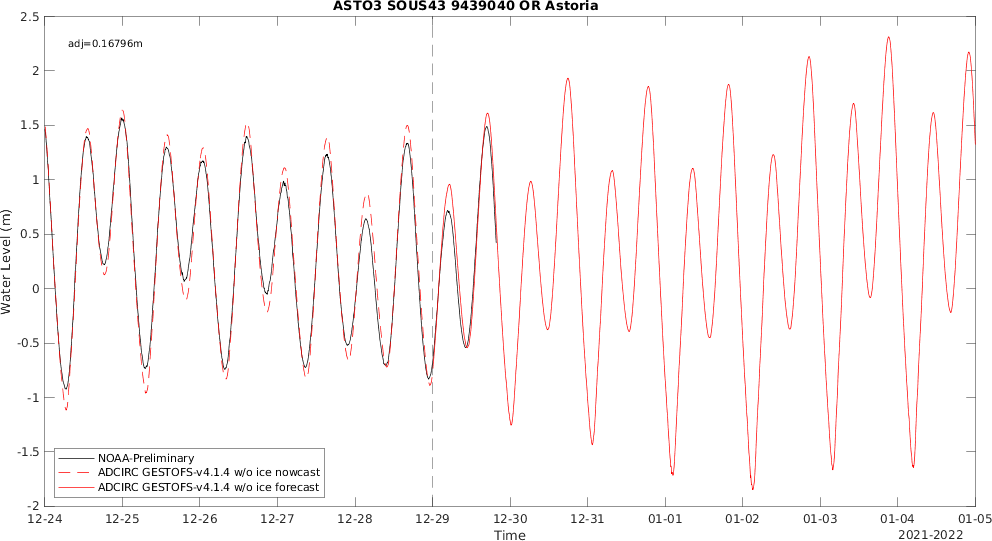 ASTO3 SOUS43 9439040 OR Astoria
adj=0.16796m
Water Level (m)
2.5
2
1.5
1
0.5
0
-0.5
-1
-1.5
-2
NOAA-Preliminary
ADCIRC GESTOFS-v4.1.4 w/o ice nowcast
ADCIRC GESTOFS-v4.1.4 w/o ice forecast
12-24 12-25 12-26 12-27 12-28 12-29 12-30 12-31 01-01 01-02 01-03 01-04 01-05
Time
2021-2022